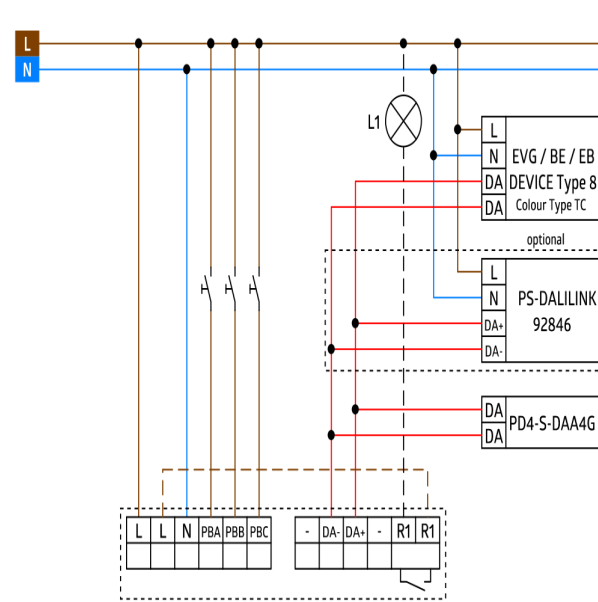 L
N
L1
L
N EVG / BE / EB
DA DEVICE Type 8
DA Colour Type TC
optional
L
N PS-DALILINK
DA+ 92846
DA-
DA
DA PD4-S-DAA4G
L L N PBA PBB PBC - DA- DA+ - R1 R1